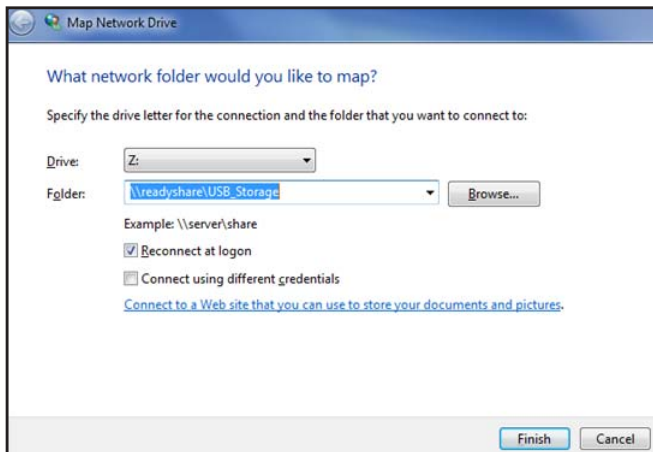 Map Network Drive
What network folder would you like to map?
Specify the drive letter for the connection and the folder that you want to connect to:
Drive: Z:
Folder: \\readyshare\USB_Storage Browse...
Example: \\server\share
Reconnect at logon
Connect using different credentials
Connect to a Web site that you can use to store your documents and pictures.
Finish Cancel